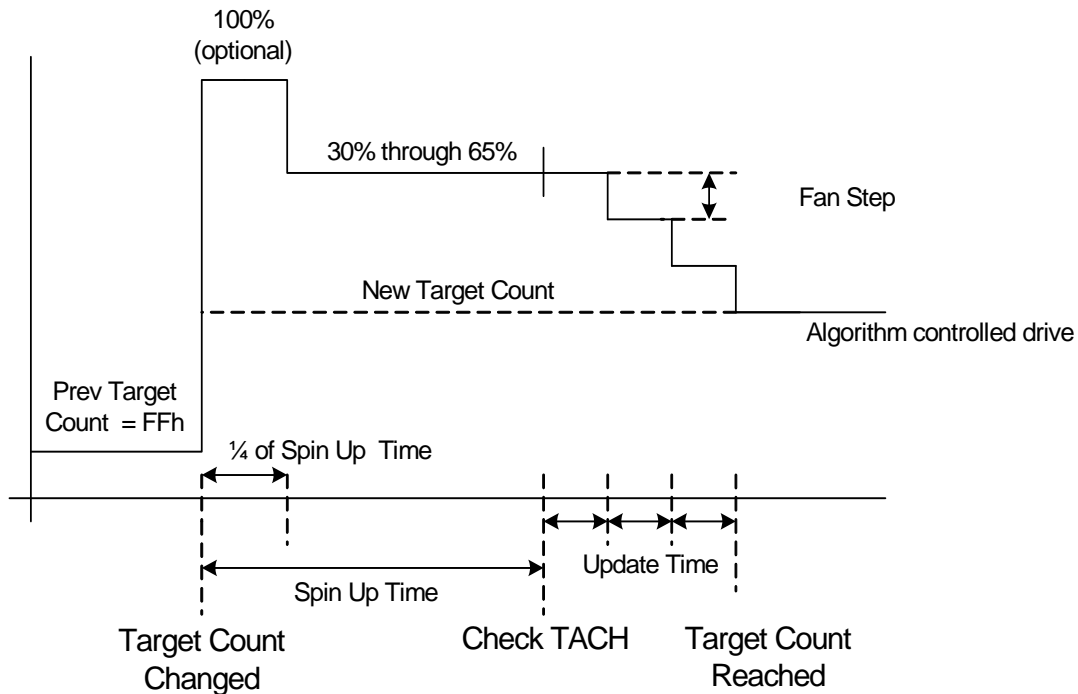 100%
(optional)
30% through 65%
Fan Step
New Target Count
Algorithm controlled drive
Prev Target
Count = FFh
¼ of Spin Up Time
Update Time
Spin Up Time
Target Count
Changed
Check TACH
Target Count
Reached